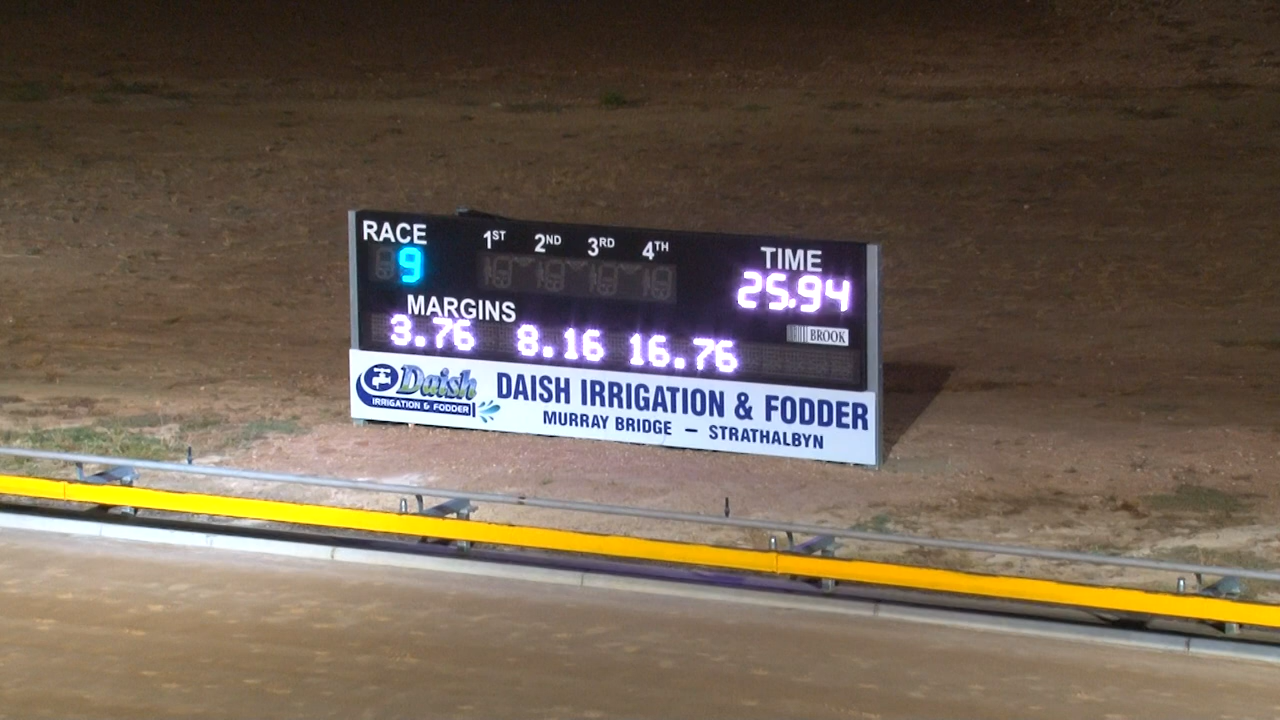 RACE 1ST 2ND 3RD 4TH TIME
9 25.94
MARGINS
3.76 8.16 16.76
BROOK
Daish
IRRIGATION & FODDER
DAISH IRRIGATION & FODDER
MURRAY BRIDGE – STRATHALBYN